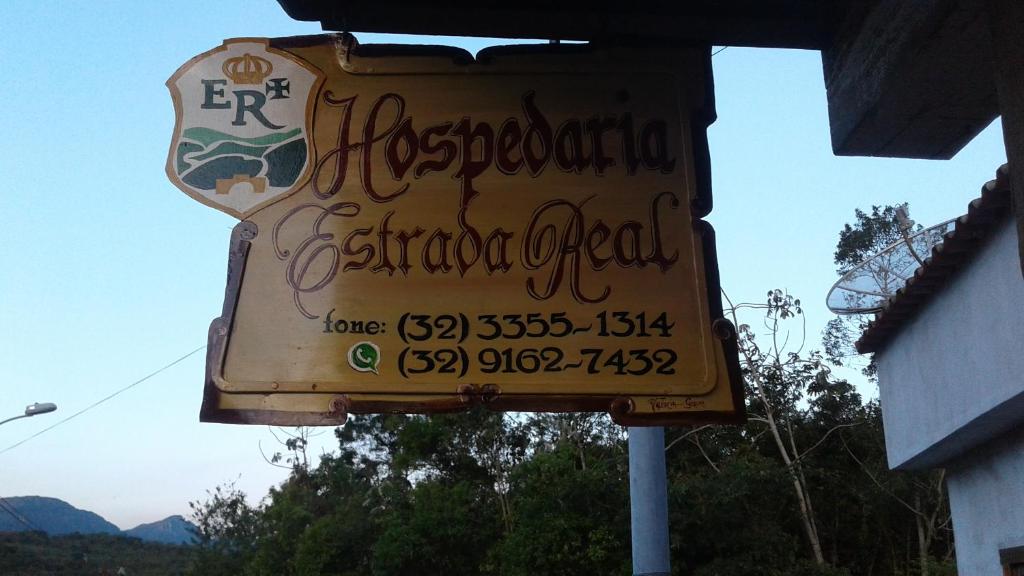 ER
Hospedaria
Estrada Real
fone: (32) 3355-1314
(32) 9162-7432